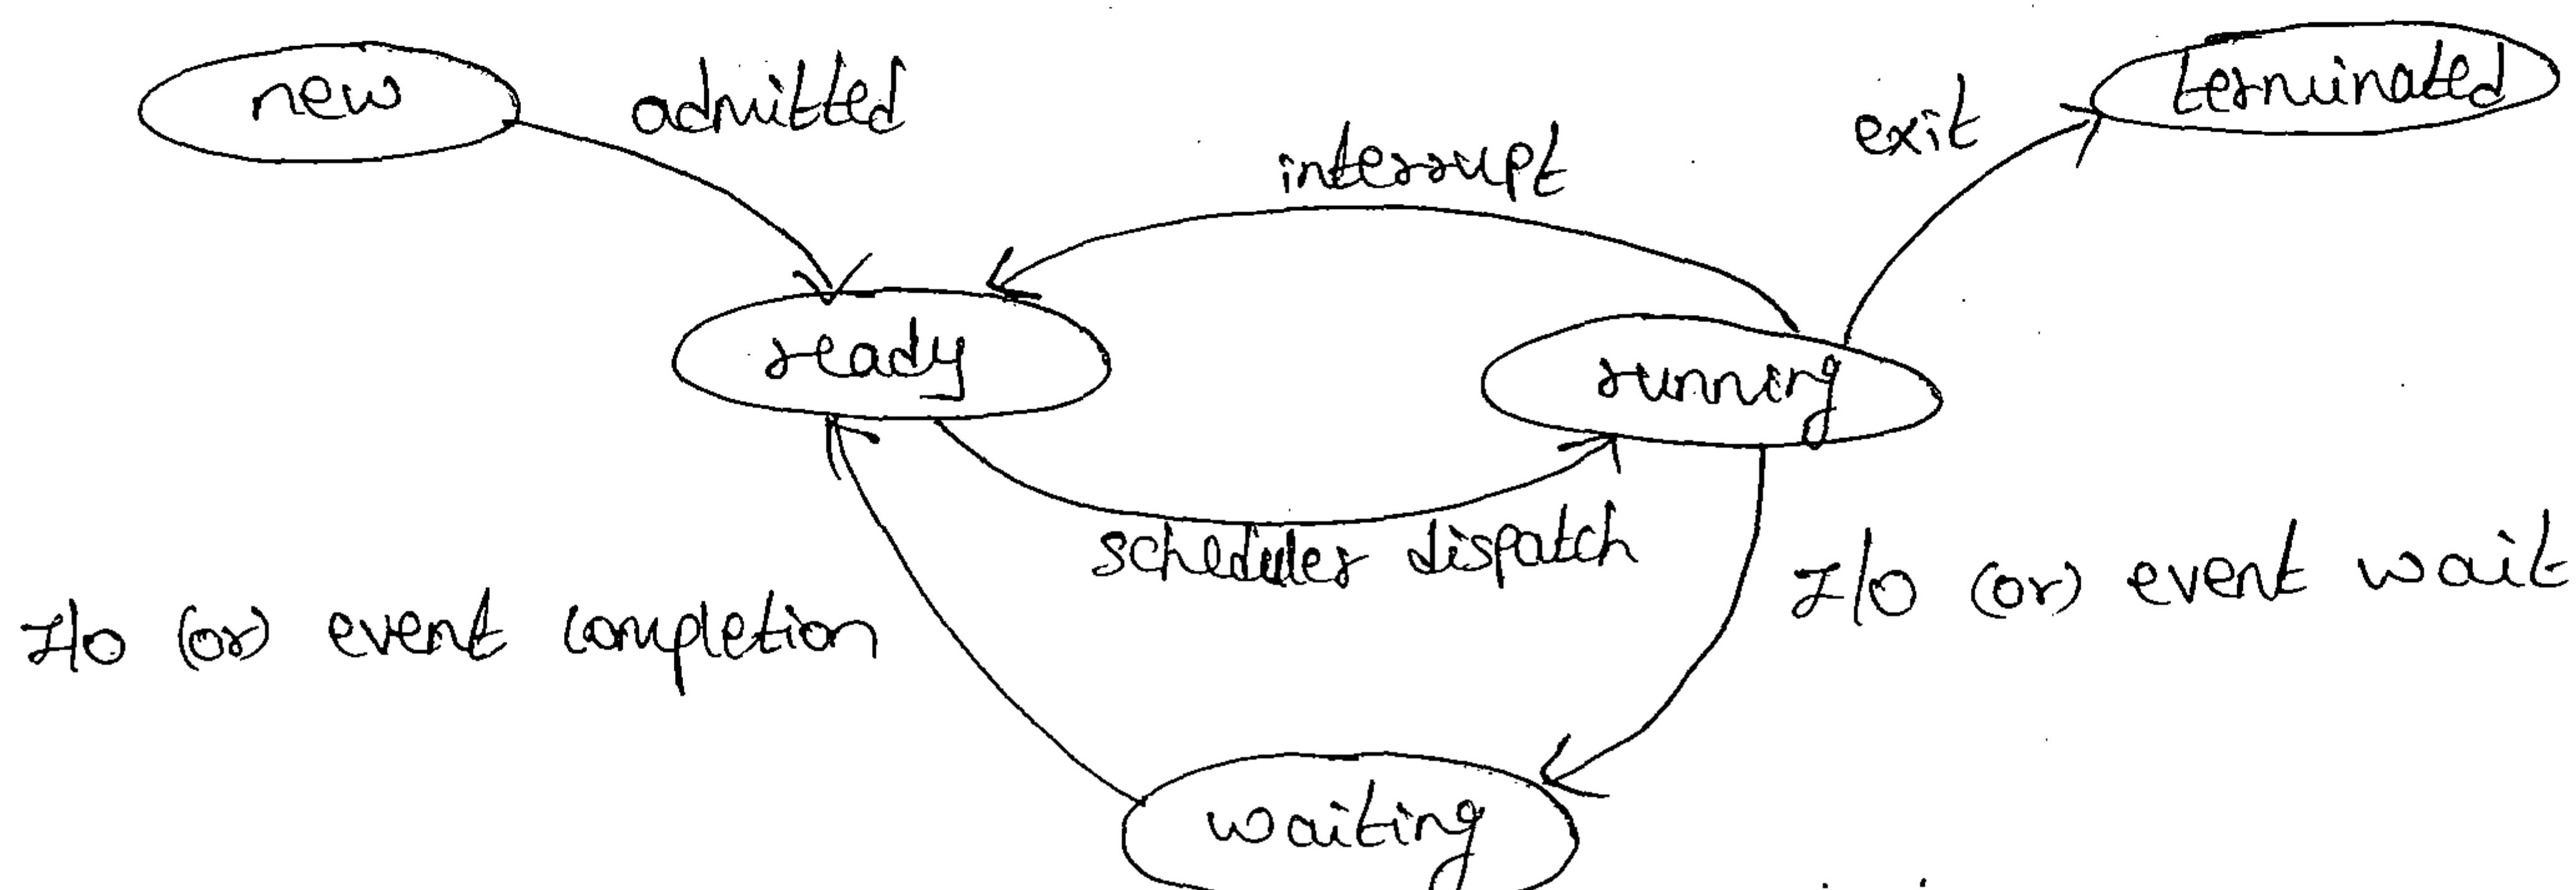 new
admitted
terminated
exit
interrupt
ready
running
scheduler dispatch
I/O (or) event wait
I/O (or) event completion
waiting